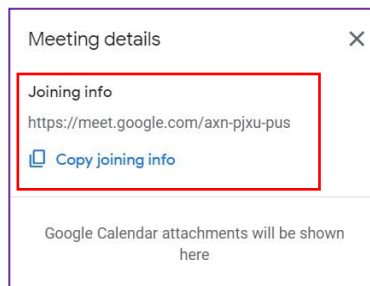 Meeting details
Joining info
https://meet.google.com/axn-pjxu-pus
Copy joining info
Google Calendar attachments will be shown
here